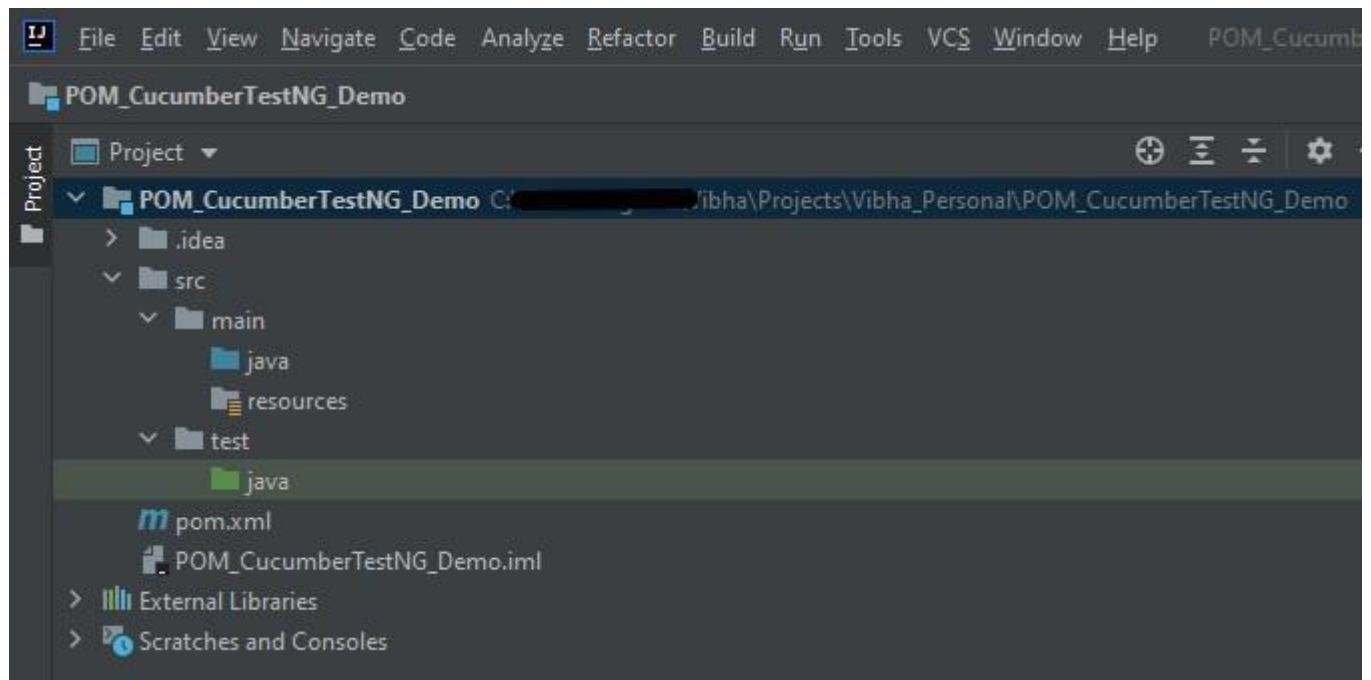 IJ File Edit View Navigate Code Analyze Refactor Build Run Tools VCS Window Help POM_Cucumb
POM_CucumberTestNG_Demo
Project
Project
POM_CucumberTestNG_Demo C:\ibha\Projects\Vibha_Personal\POM_CucumberTestNG_Demo
.idea
src
main
java
resources
test
java
m pom.xml
POM_CucumberTestNG_Demo.iml
External Libraries
Scratches and Consoles